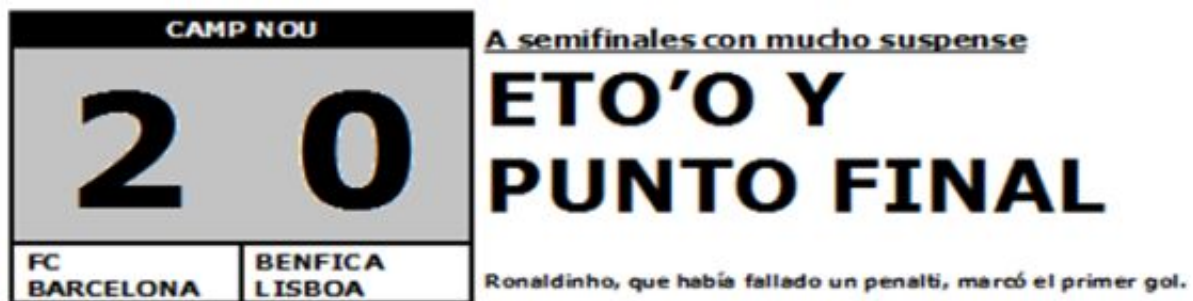 CAMP NOU
2 0
FC
BARCELONA
BENFICA
LISBOA
A semifinales con mucho suspense
ETO’O Y
PUNTO FINAL
Ronaldinho, que había fallado un penalti, marcó el primer gol.